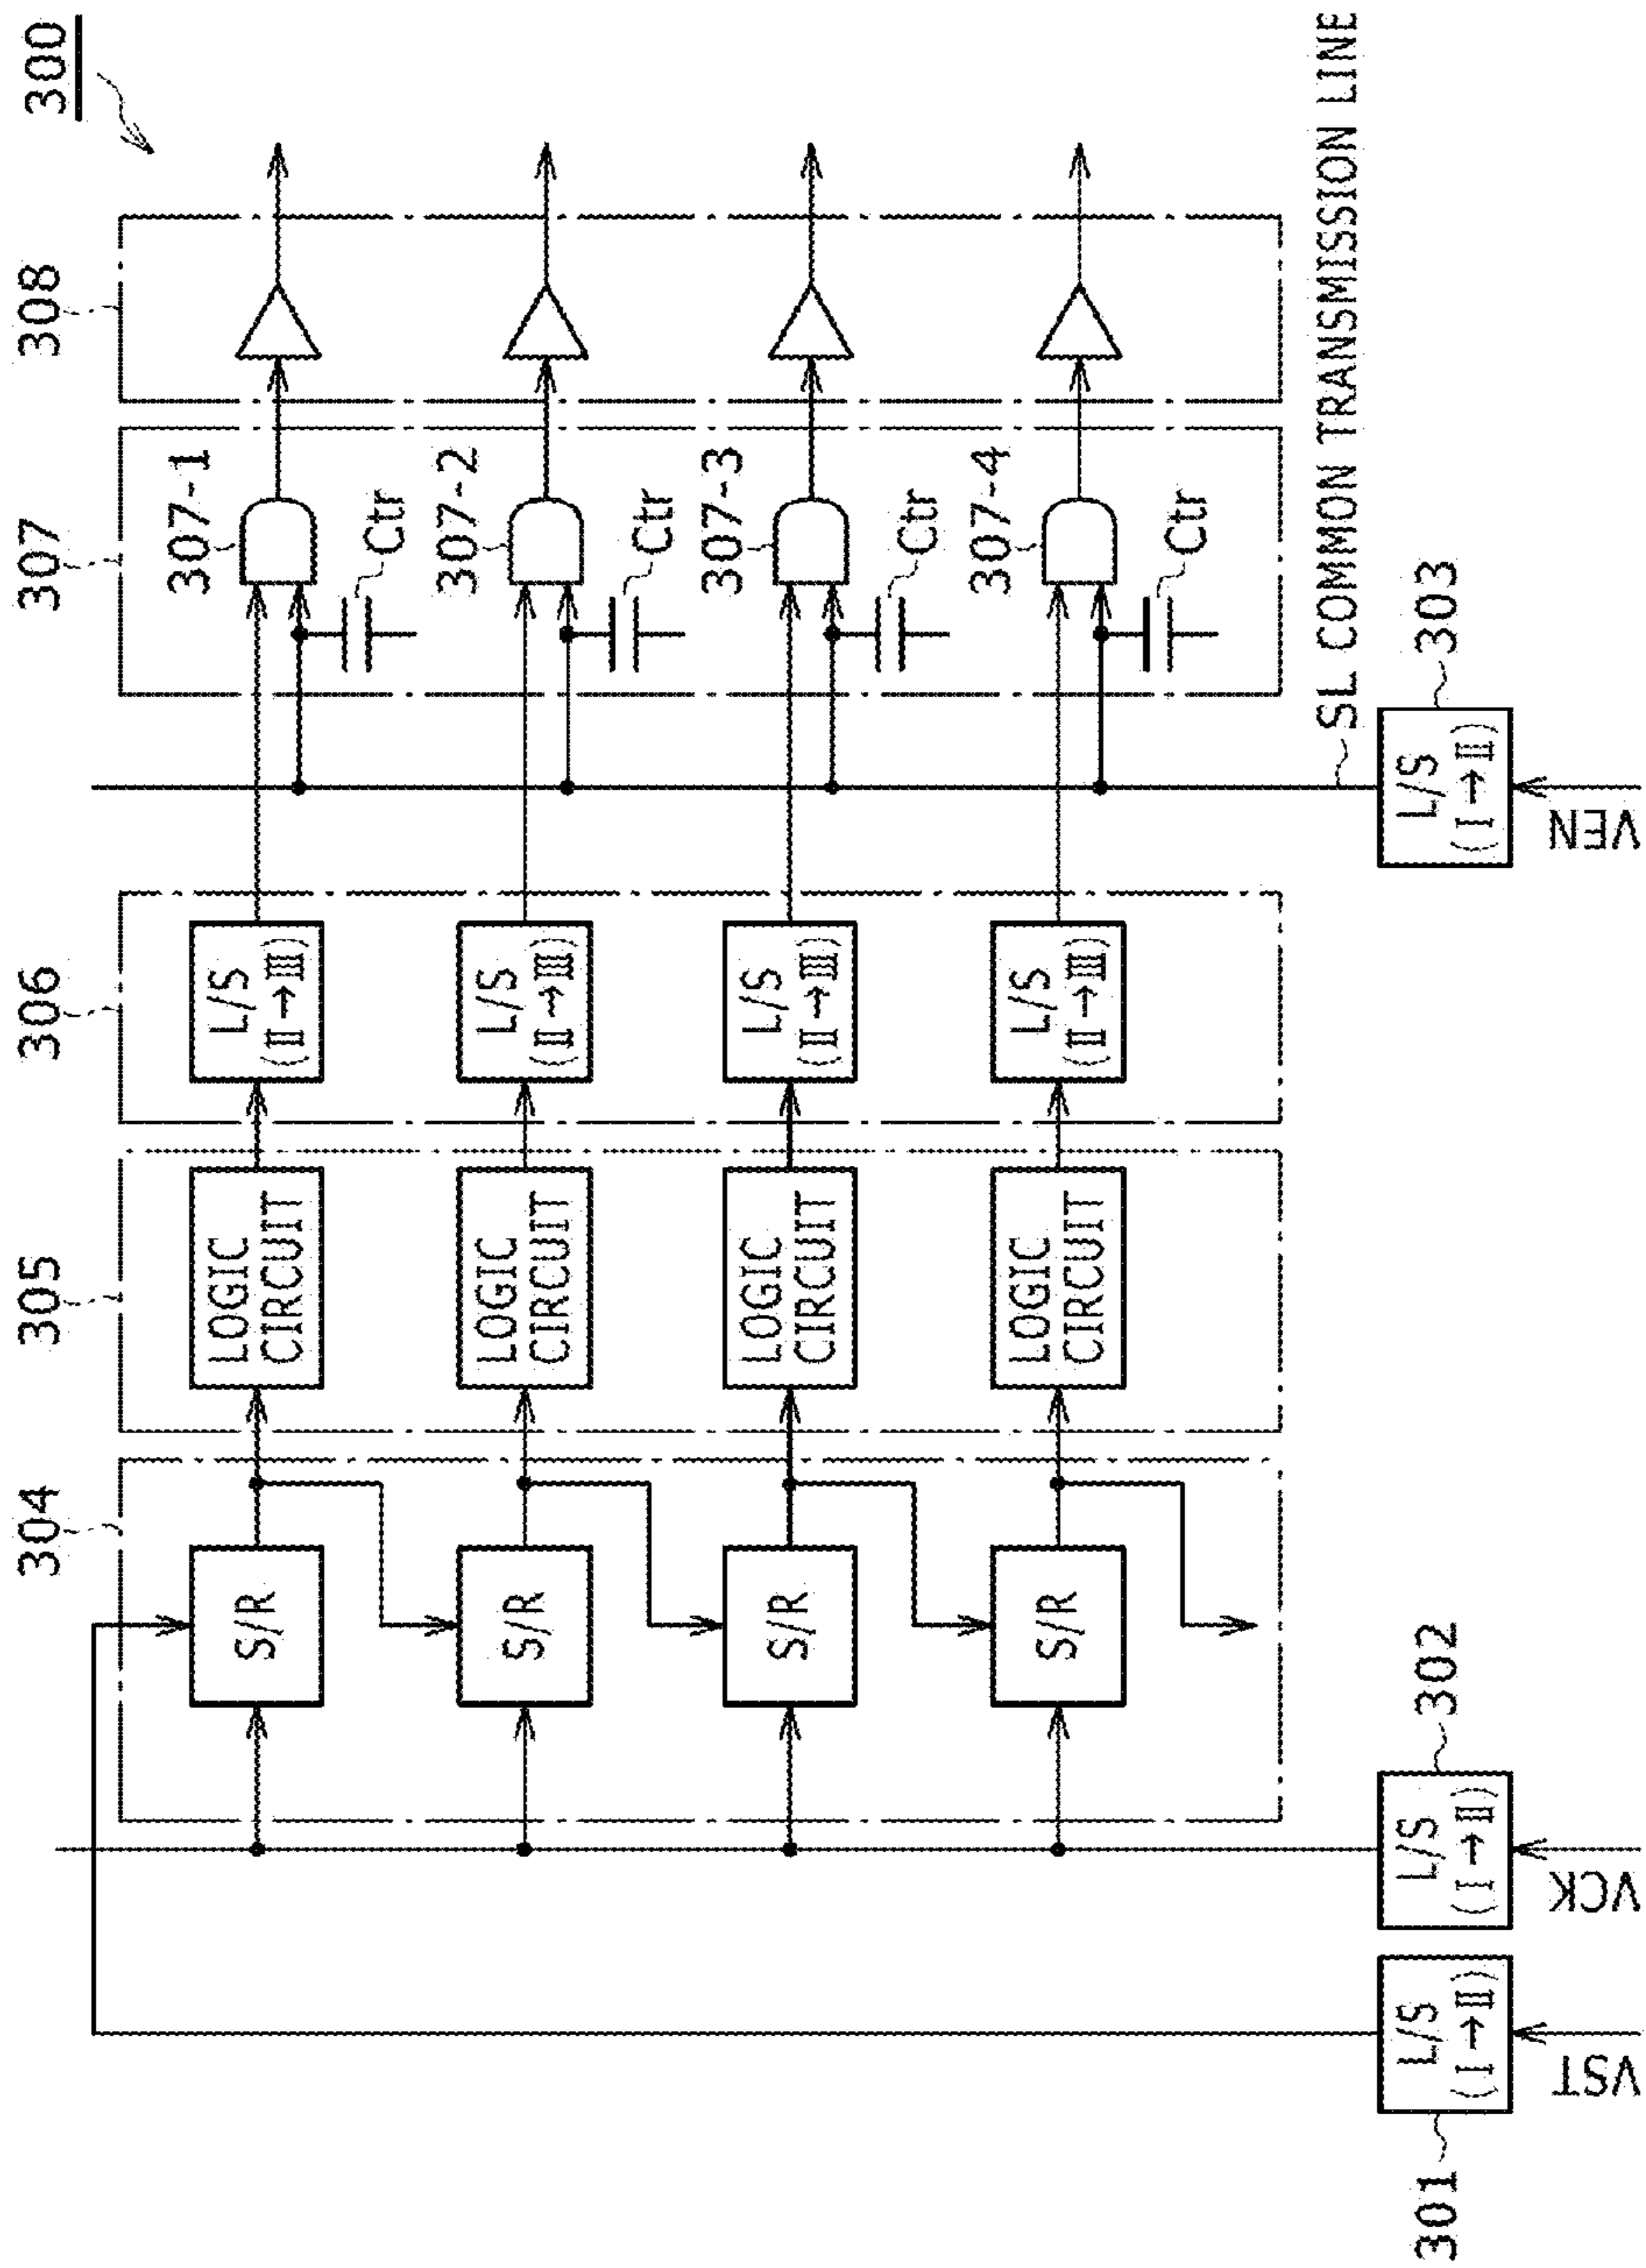 300
304
305
306
307
308
S/R
LOGIC
CIRCUIT
L/S
(II→III)
307-1
Ctr
S/R
LOGIC
CIRCUIT
L/S
(II→III)
307-2
Ctr
S/R
LOGIC
CIRCUIT
L/S
(II→III)
307-3
Ctr
S/R
LOGIC
CIRCUIT
L/S
(II→III)
307-4
Ctr
SL COMMON TRANSMISSION LINE
301
L/S
(I→II)
VST
302
L/S
(I→II)
VCK
303
L/S
(I→II)
VEN